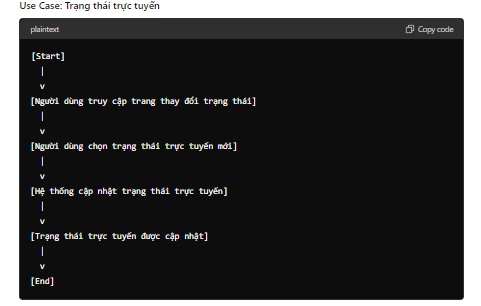 Use Case: Trạng thái trực tuyến
plaintext
Copy code
[Start]
|
v
[Người dùng truy cập trang thay đổi trạng thái]
|
v
[Người dùng chọn trạng thái trực tuyến mới]
|
v
[Hệ thống cập nhật trạng thái trực tuyến]
|
v
[Trạng thái trực tuyến được cập nhật]
|
v
[End]